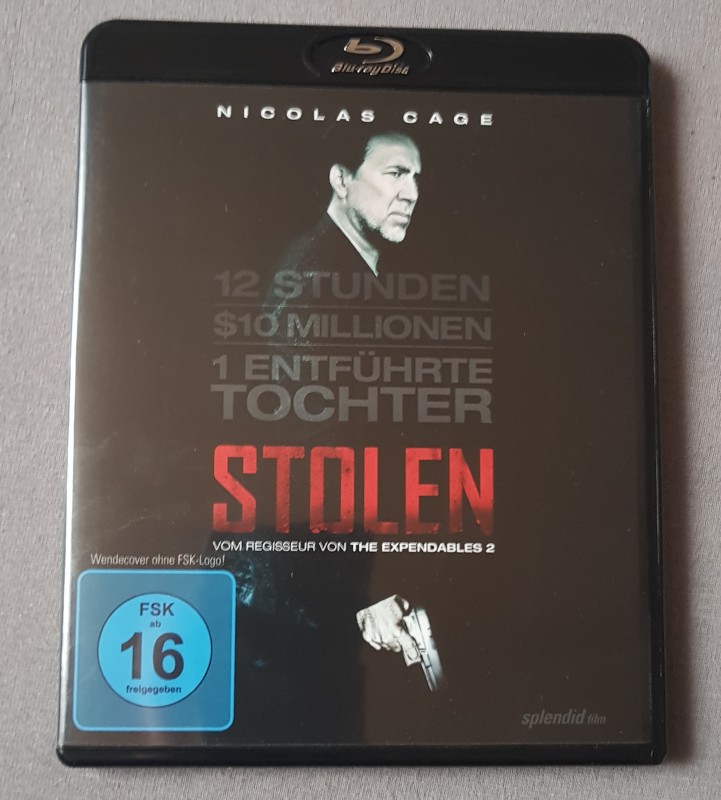 Blu-ray Disc
NICOLAS CAGE
12 STUNDEN
$10 MILLIONEN
1 ENTFÜHRTE
TOCHTER
STOLEN
VOM REGISSEUR VON THE EXPENDABLES 2
Wendecover ohne FSK-Logo!
FSK
ab
16
freigegeben
splendid film